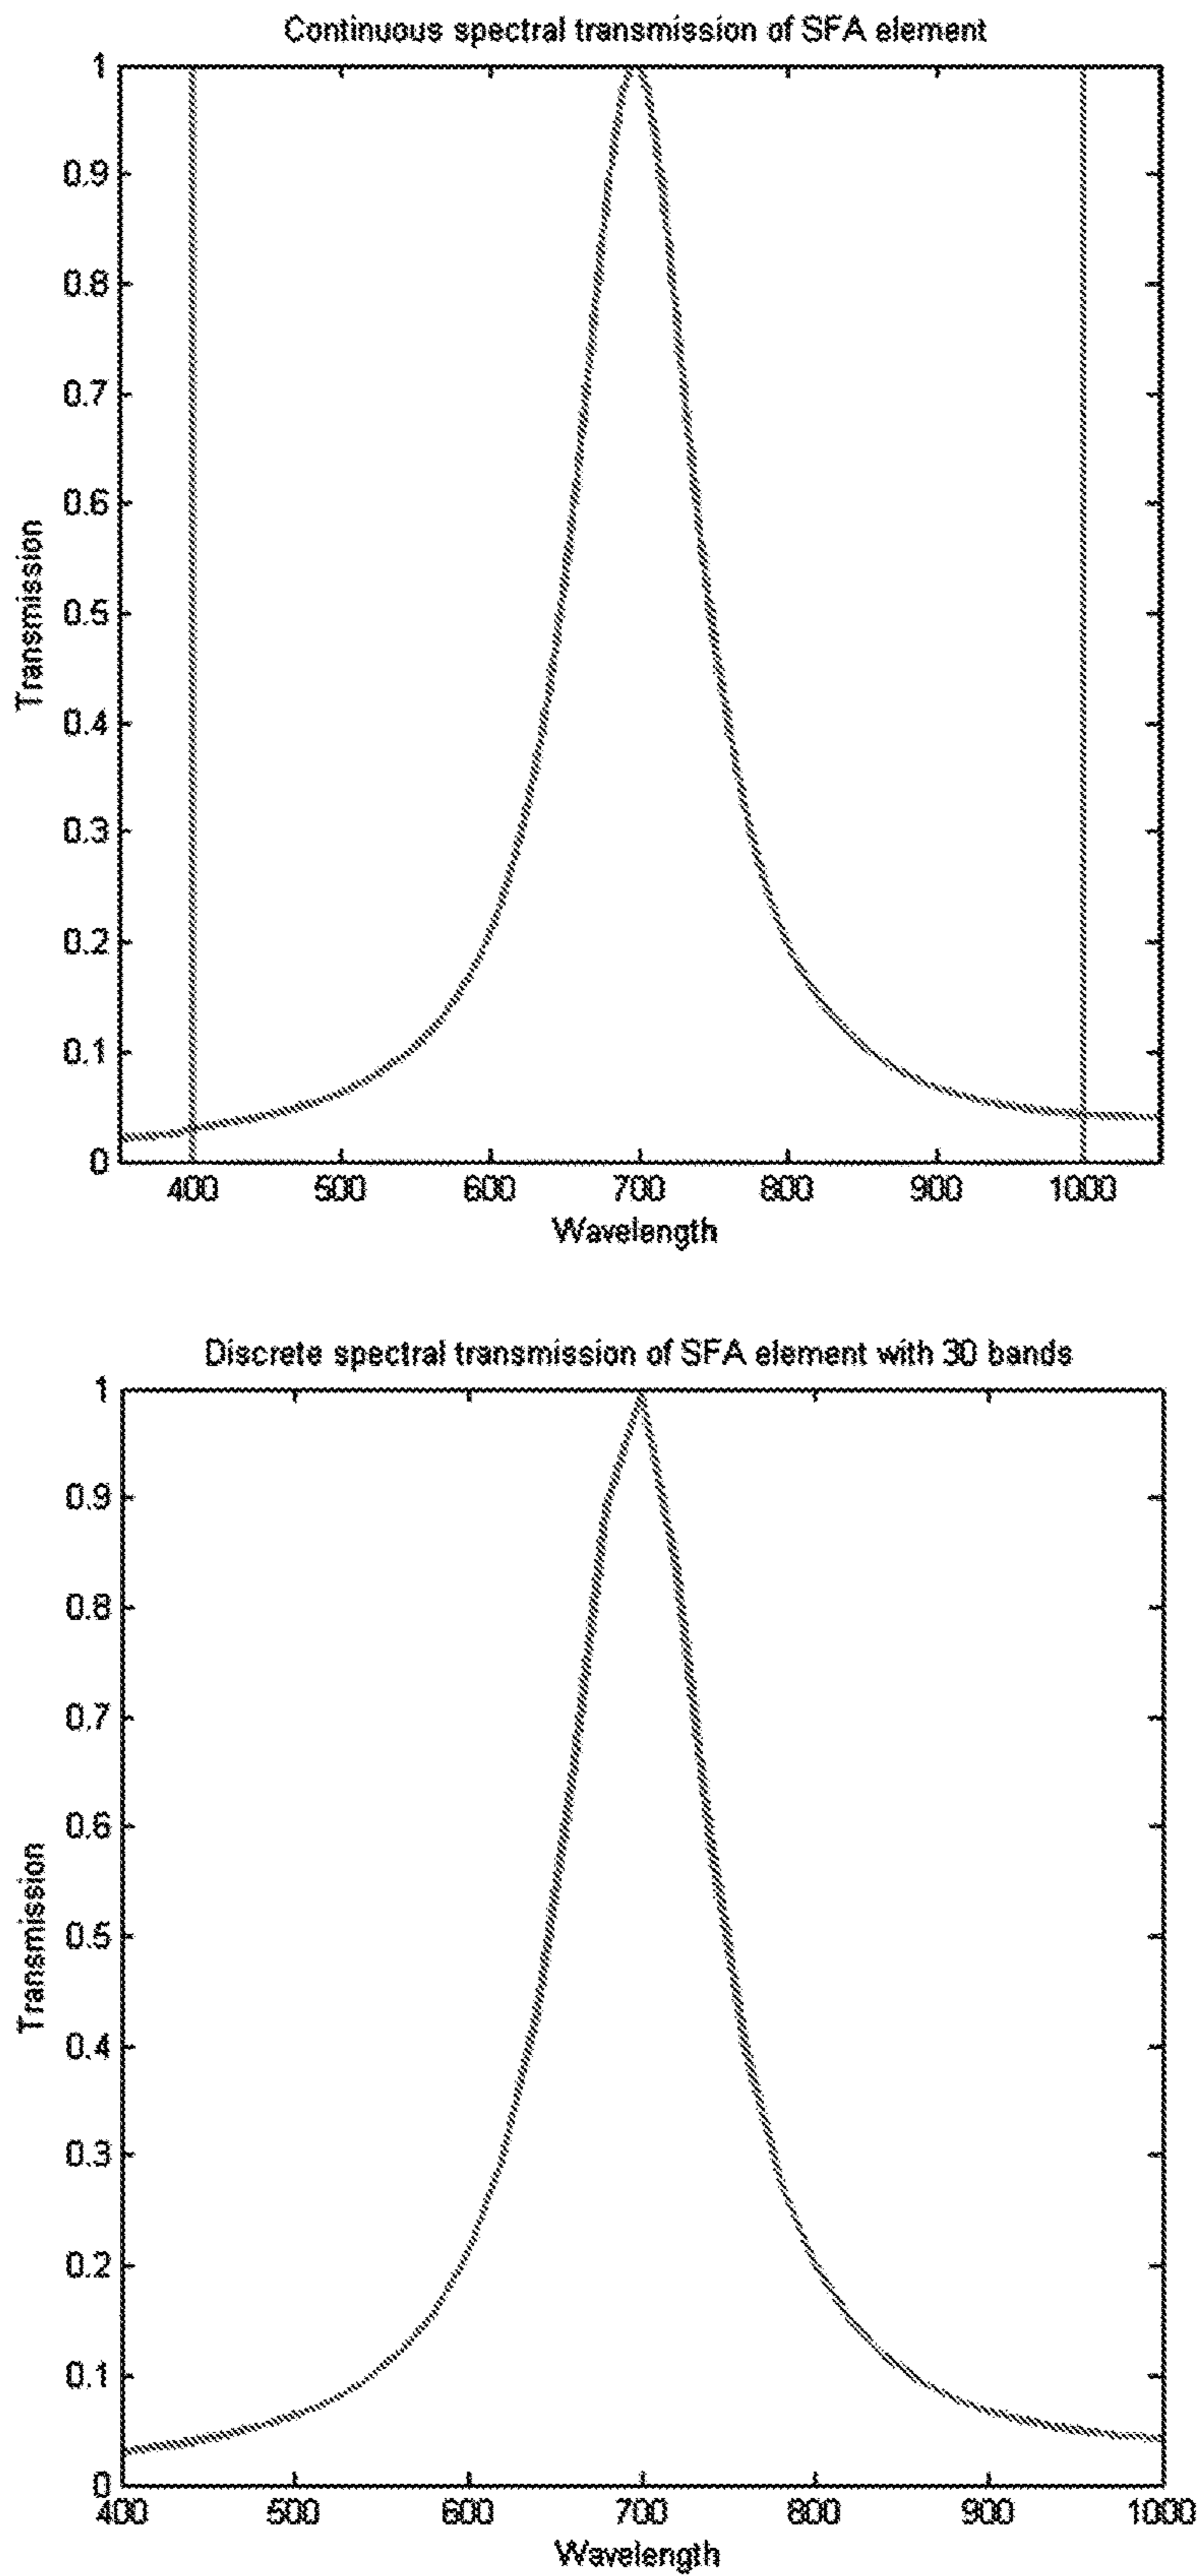 Continuous spectral transmission of SFA element
1
0.9
0.8
0.7
0.6
0.5
0.4
0.3
0.2
0.1
0
Transmission
400 500 600 700 800 900 1000
Wavelength
Discrete spectral transmission of SFA element with 30 bands
1
0.9
0.8
0.7
0.6
0.5
0.4
0.3
0.2
0.1
0
Transmission
400 500 600 700 800 900 1000
Wavelength